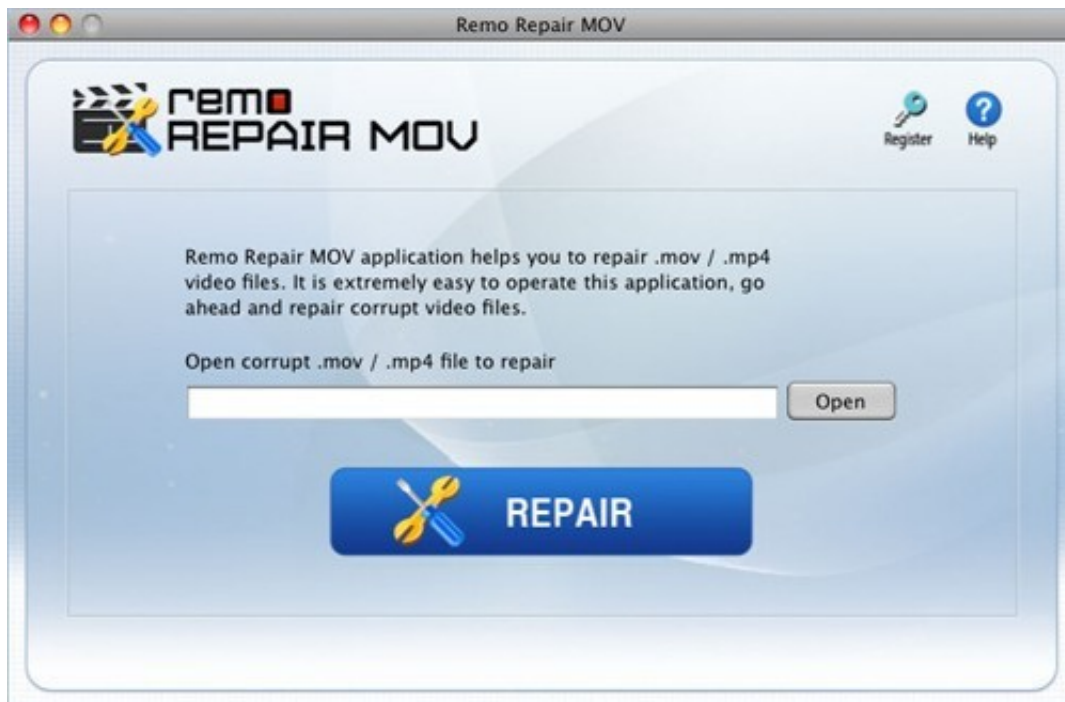 Remo Repair MOV
remo
REPAIR MOV
Register
Help
Remo Repair MOV application helps you to repair .mov / .mp4
video files. It is extremely easy to operate this application, go
ahead and repair corrupt video files.
Open corrupt .mov / .mp4 file to repair
Open
REPAIR